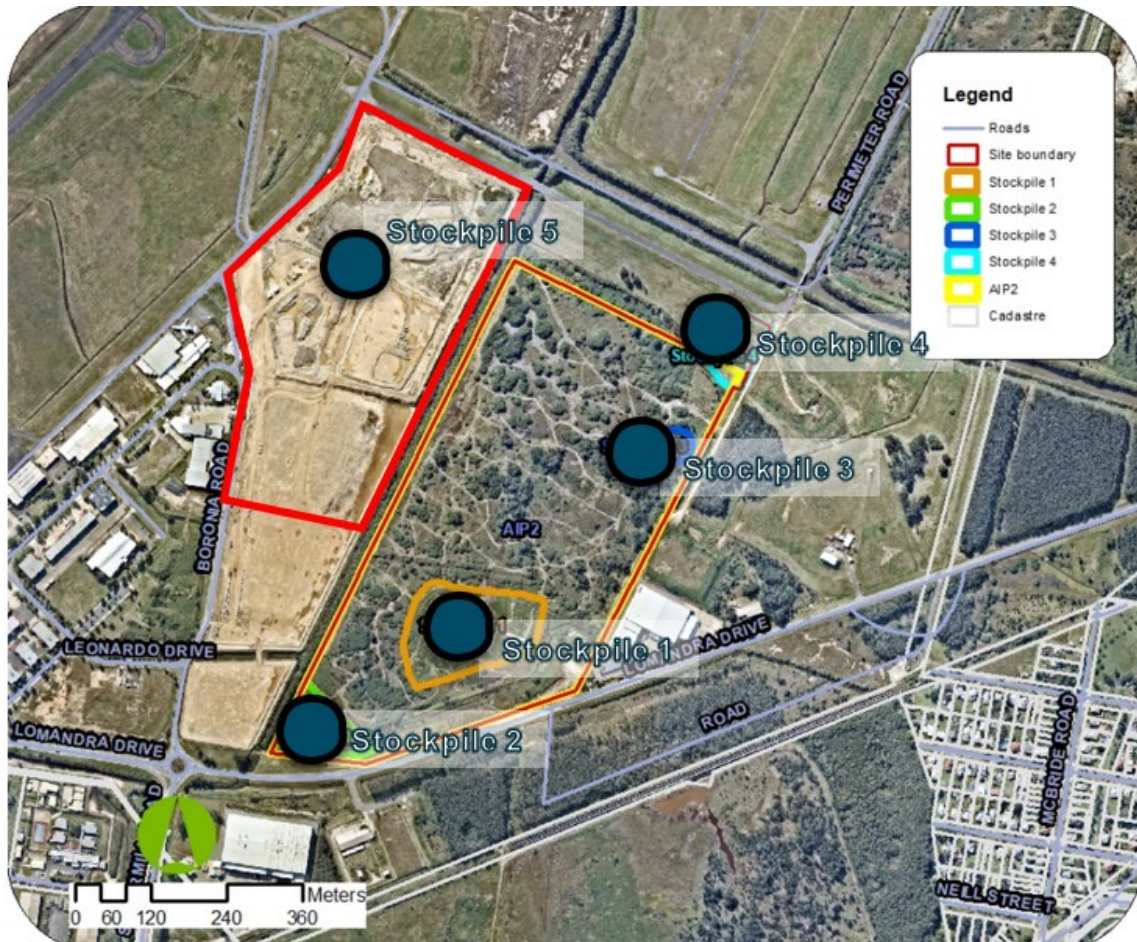 Legend
Roads
Site boundary
Stockpile 1
Stockpile 2
Stockpile 3
Stockpile 4
AIP2
Cadastre
PERIMETER ROAD
Stockpile 5
Stockpile 4
Stockpile 3
AIP2
BORONIA ROAD
Stockpile 1
LOMANDRA DRIVE
LEONARDO DRIVE
ROAD
Stockpile 2
LOMANDRA DRIVE
MCBRIDE ROAD
NEILL STREET
Meters
0 60 120 240 360